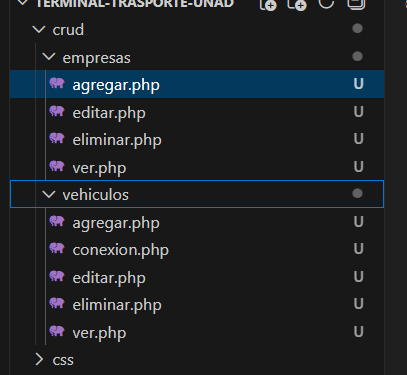 TERMINAL-TRASPORTE-UNAD
crud
empresas
agregar.php U
editar.php U
eliminar.php U
ver.php U
vehiculos
agregar.php U
conexion.php U
editar.php U
eliminar.php U
ver.php U
css